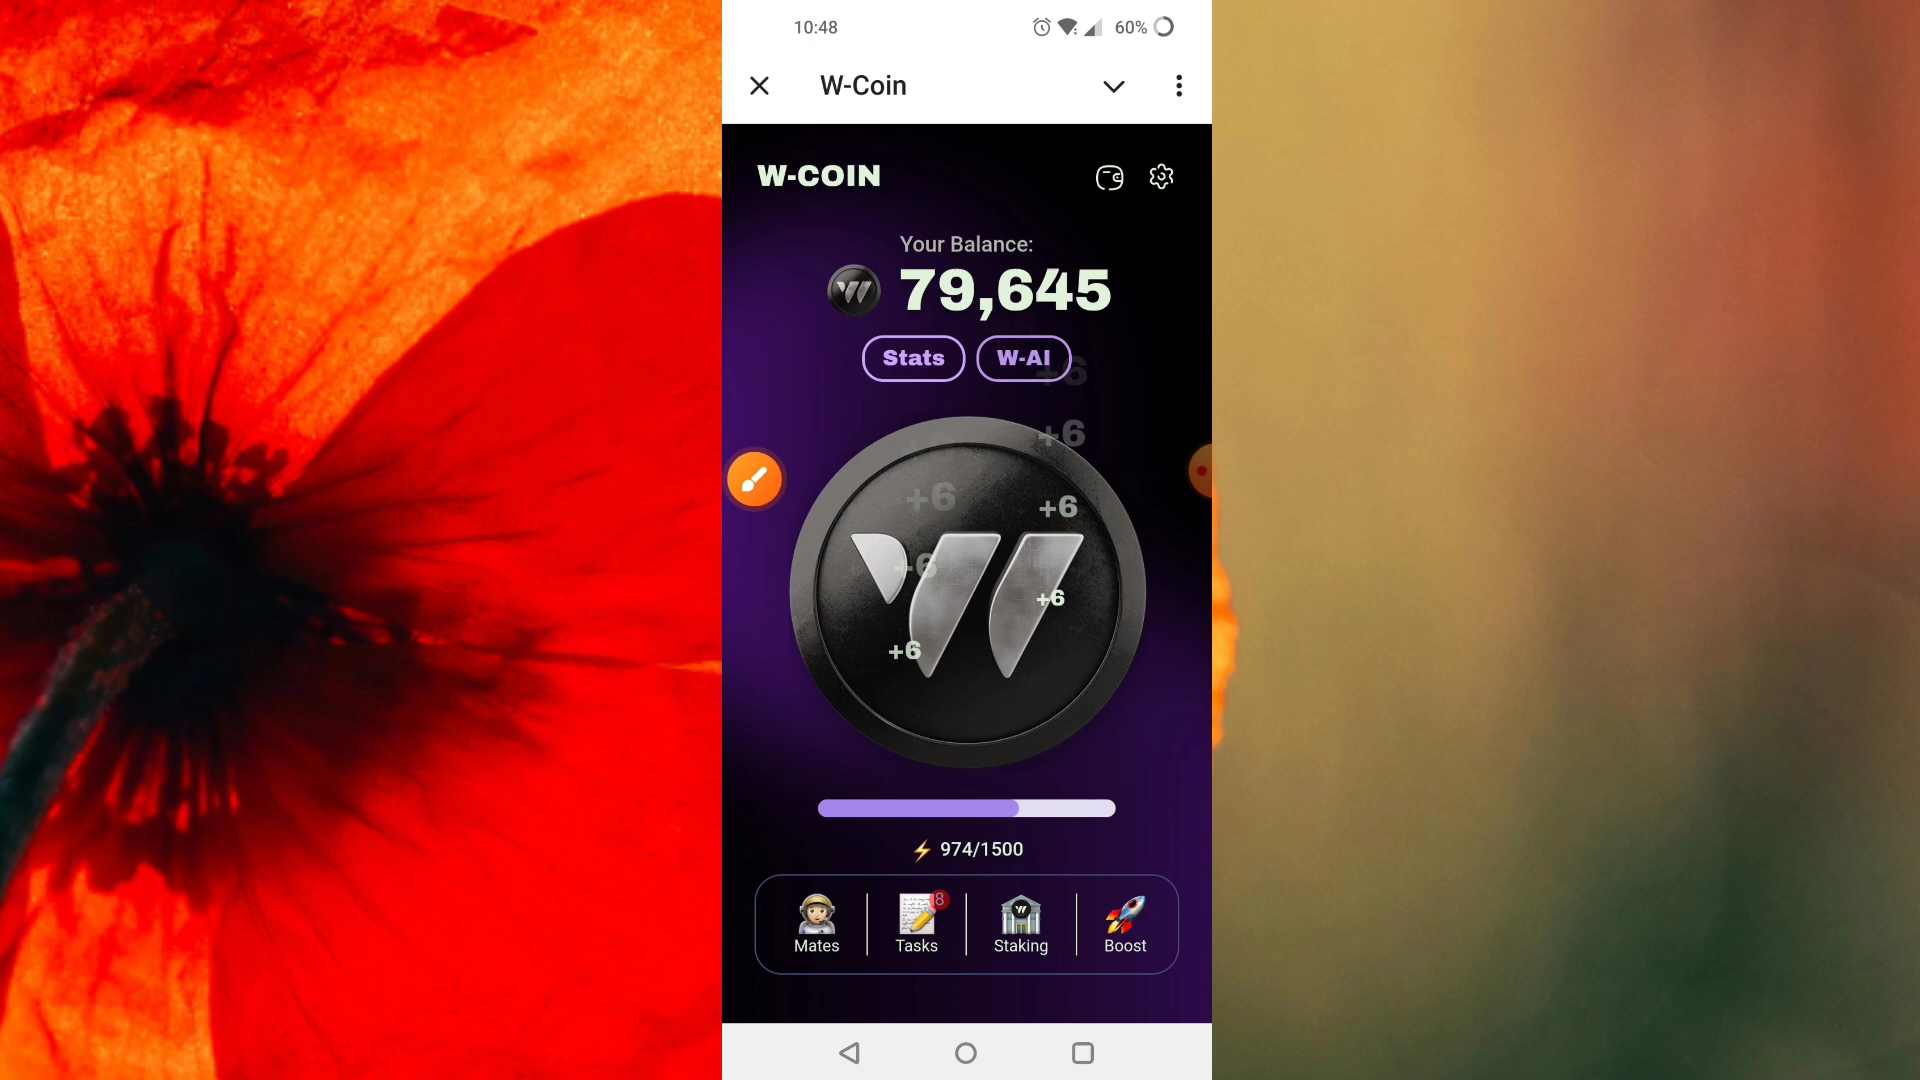 10:48
60%
W-Coin
W-COIN
Your Balance:
79,645
Stats
W-AI
+6
+6
+6
+6
+6
+6
+6
974/1500
8
Mates
Tasks
Staking
Boost